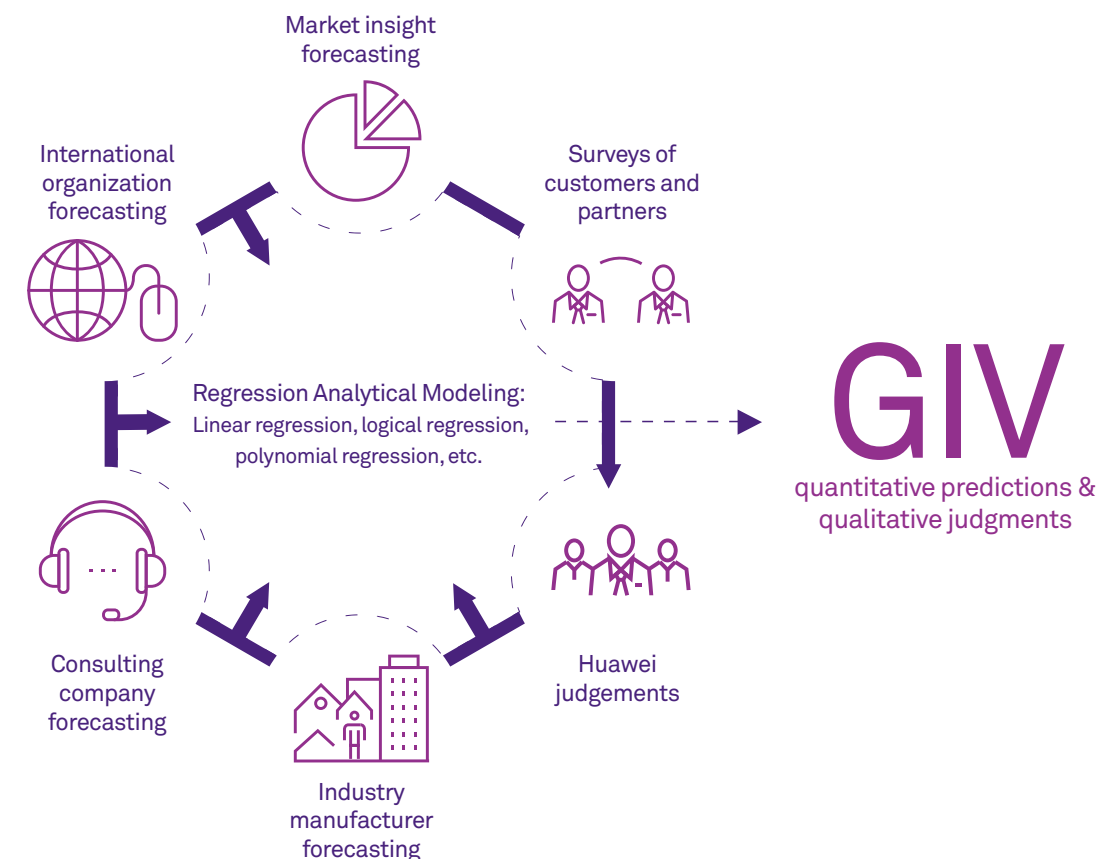 Market insight
forecasting
International
organization
forecasting
Surveys of
customers and
partners
Regression Analytical Modeling:
Linear regression, logical regression,
polynomial regression, etc.
GIV
quantitative predictions &
qualitative judgments
Consulting
company
forecasting
Huawei
judgements
Industry
manufacturer
forecasting